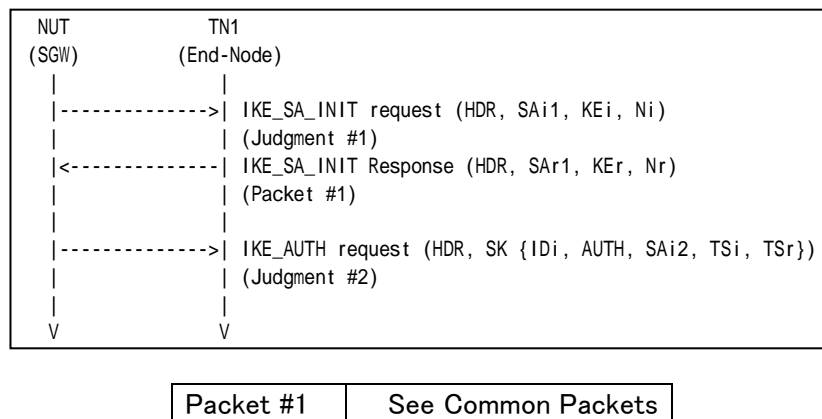 NUT TN1
(SGW) (End-Node)
| |
|-------------->| IKE_SA_INIT request (HDR, SAi1, KEi, Ni)
| | (Judgment #1)
|<--------------| IKE_SA_INIT Response (HDR, SAr1, KEr, Nr)
| | (Packet #1)
| |
|-------------->| IKE_AUTH request (HDR, SK {IDi, AUTH, SAi2, TSi, TSr})
| | (Judgment #2)
| |
V V
Packet #1 See Common Packets